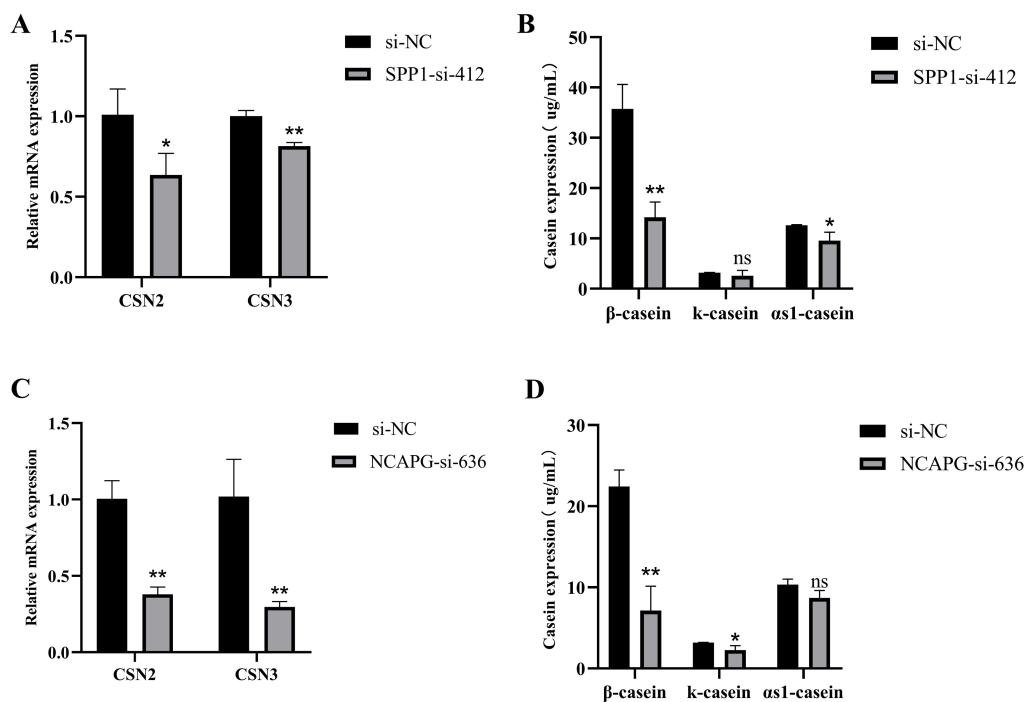 A
Relative mRNA expression
1.5
1.0
0.5
0.0
*
**
CSN2
CSN3
si-NC
SPP1-si-412
B
Casein expression( ug/mL)
50
40
30
20
10
0
**
ns
*
β-casein
k-casein
αs1-casein
si-NC
SPP1-si-412
C
Relative mRNA expression
1.5
1.0
0.5
0.0
**
**
CSN2
CSN3
si-NC
NCAPG-si-636
D
Casein expression( ug/mL)
30
20
10
0
**
*
ns
β-casein
k-casein
αs1-casein
si-NC
NCAPG-si-636